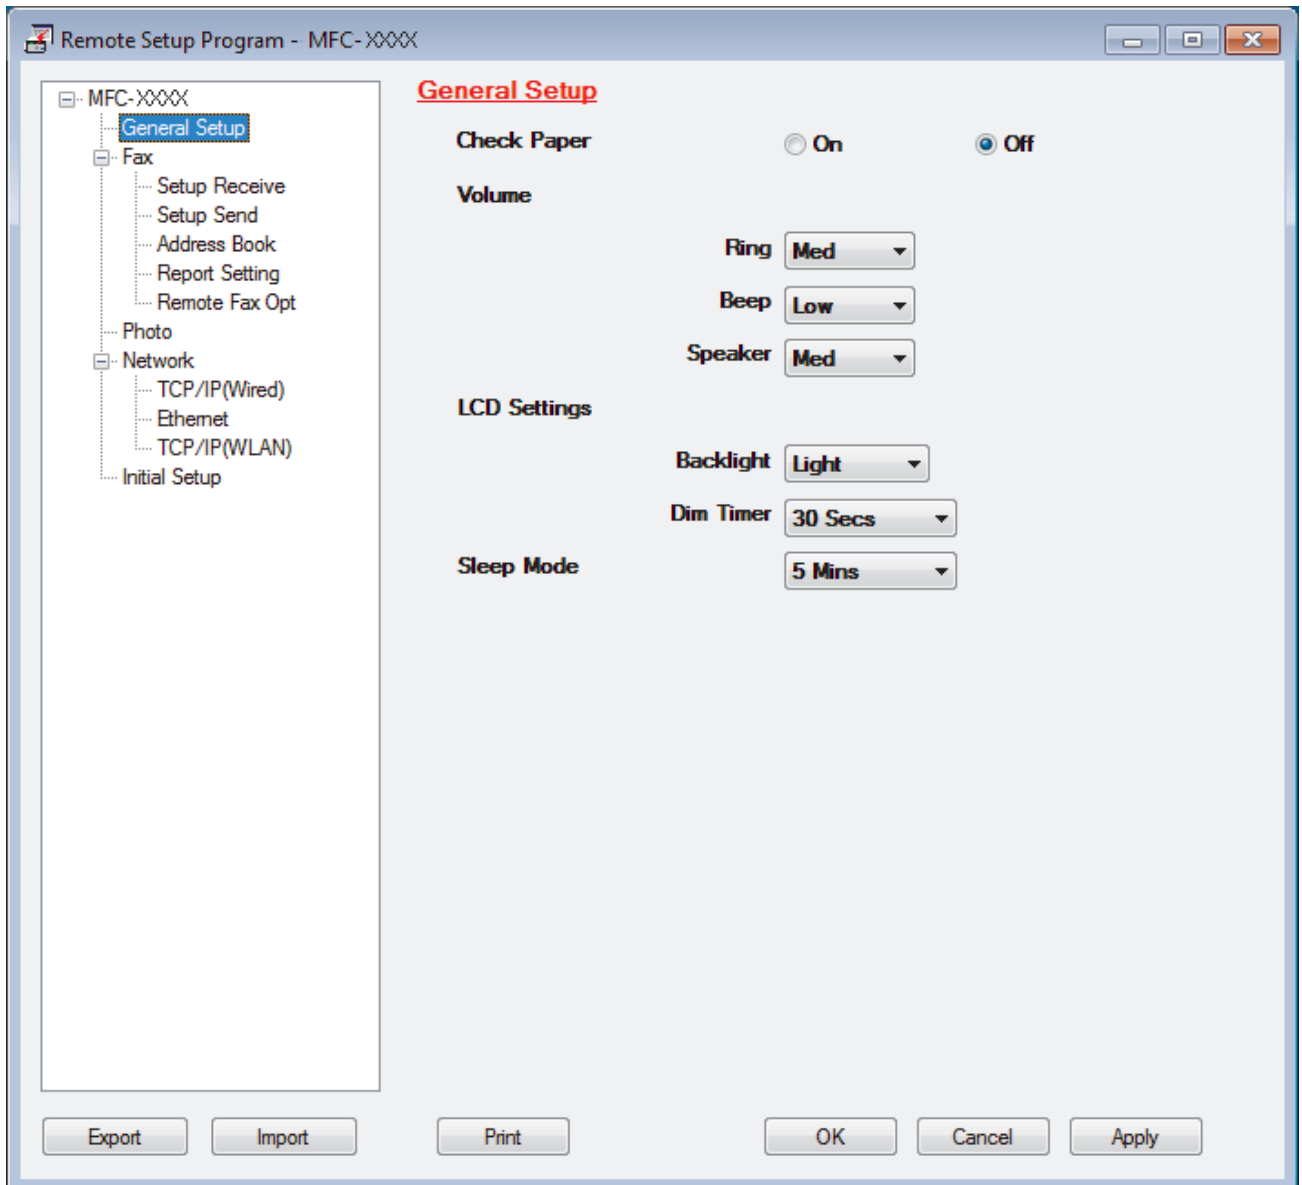 Remote Setup Program - MFC-XXXX
MFC-XXXX
General Setup
Fax
Setup Receive
Setup Send
Address Book
Report Setting
Remote Fax Opt
Photo
Network
TCP/IP(Wired)
Ethernet
TCP/IP(WLAN)
Initial Setup
General Setup
Check Paper On Off
Volume
Ring Med
Beep Low
Speaker Med
LCD Settings
Backlight Light
Dim Timer 30 Secs
Sleep Mode 5 Mins
Export Import Print OK Cancel Apply